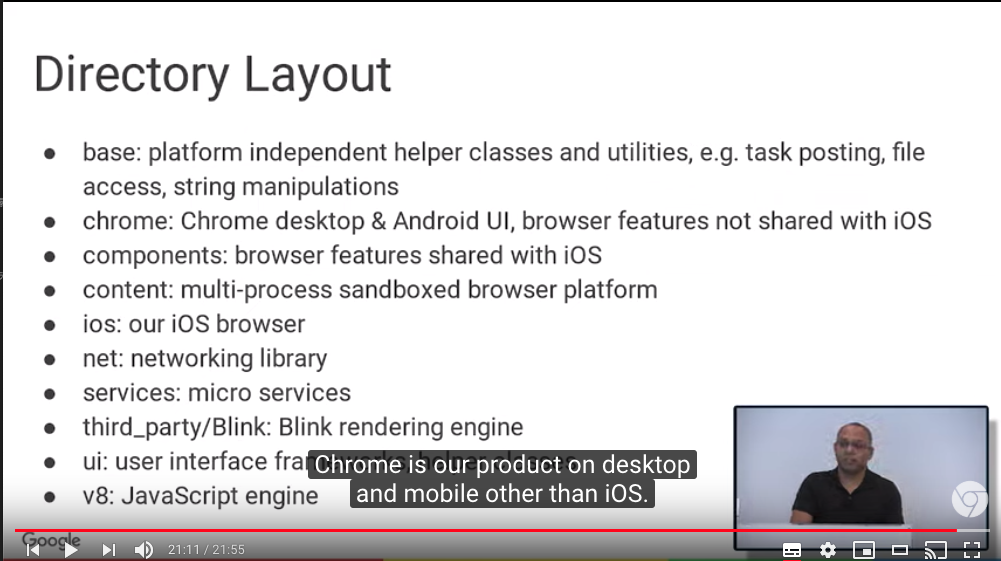 Directory Layout
● base: platform independent helper classes and utilities, e.g. task posting, file
access, string manipulations
● chrome: Chrome desktop & Android UI, browser features not shared with iOS
● components: browser features shared with iOS
● content: multi-process sandboxed browser platform
● ios: our iOS browser
● net: networking library
● services: micro services
● third_party/Blink: Blink rendering engine
● ui: user interface
● v8: JavaScript engine
Chrome is our product on desktop
and mobile other than iOS.
Google
21:11 / 21:55